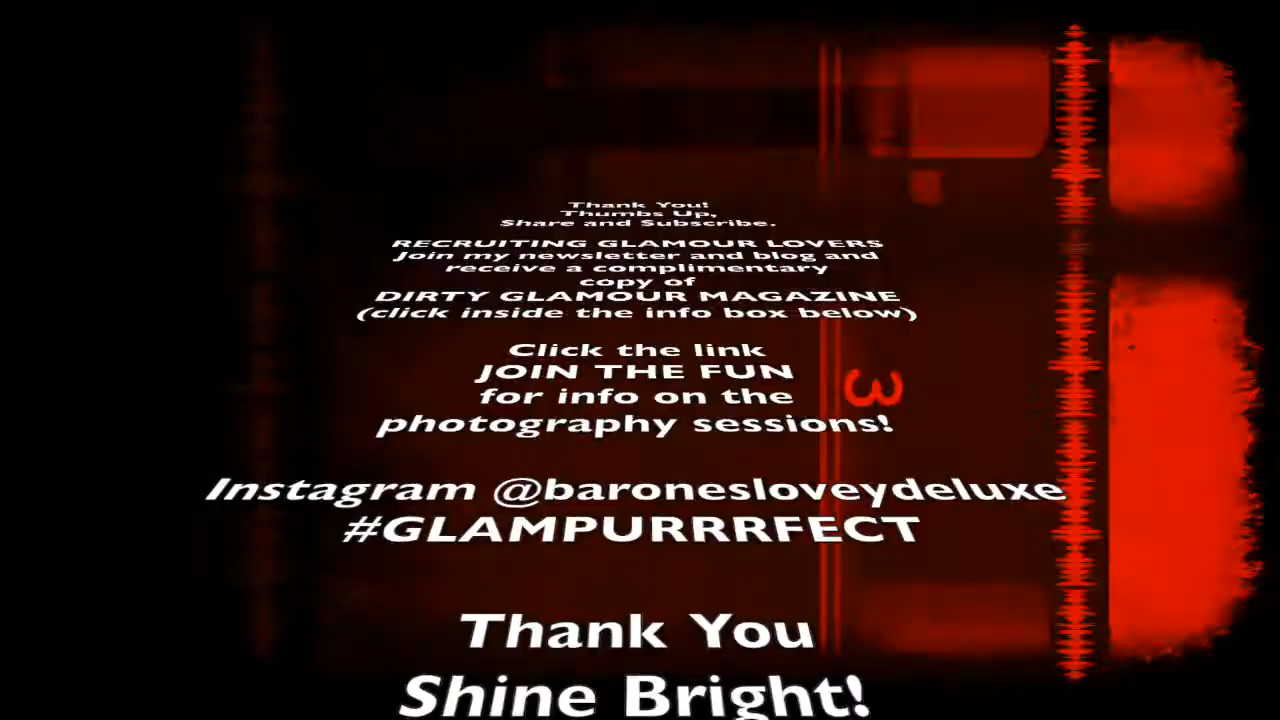 Thank You!
Thumbs Up,
Share and Subscribe.
RECRUITING GLAMOUR LOVERS
Join my newsletter and blog and
receive a complimentary
copy of
DIRTY GLAMOUR MAGAZINE
(click inside the info box below)
Click the link
JOIN THE FUN
for info on the
photography sessions!
3
Instagram @baronesloveydeluxe
#GLAMPURRRFECT
Thank You
Shine Bright!